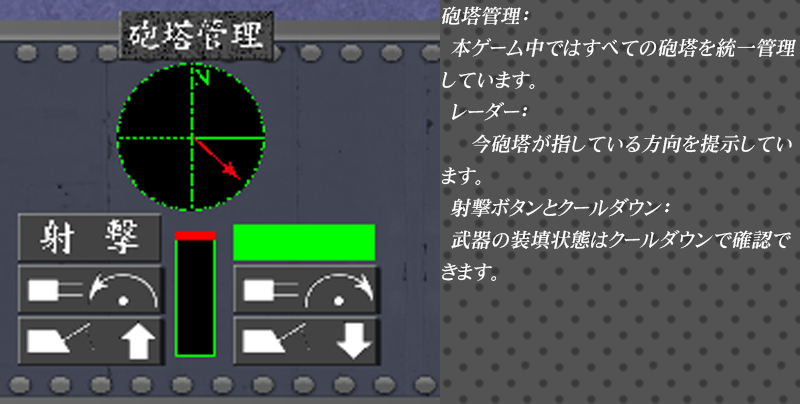 砲塔管理
N
射 撃
砲塔管理：
本ゲーム中ではすべての砲塔を統一管理
しています。
レーダー：
今砲塔が指している方向を提示してい
ます。
射撃ボタンとクールダウン：
武器の装填状態はクールダウンで確認で
きます。